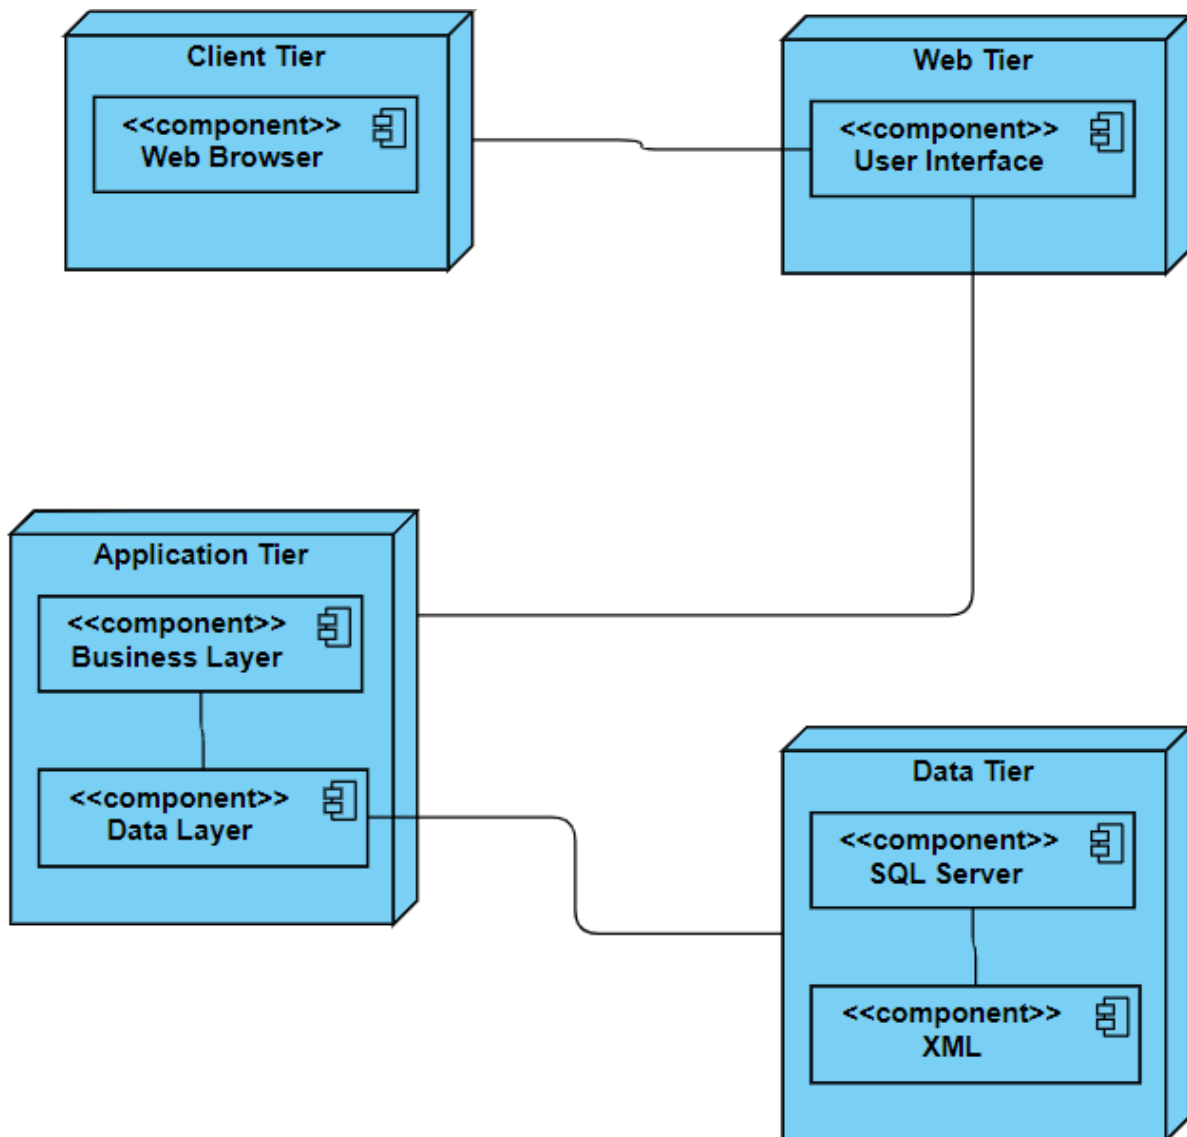 Client Tier
<<component>>
Web Browser
Web Tier
<<component>>
User Interface
Application Tier
<<component>>
Business Layer
<<component>>
Data Layer
Data Tier
<<component>>
SQL Server
<<component>>
XML